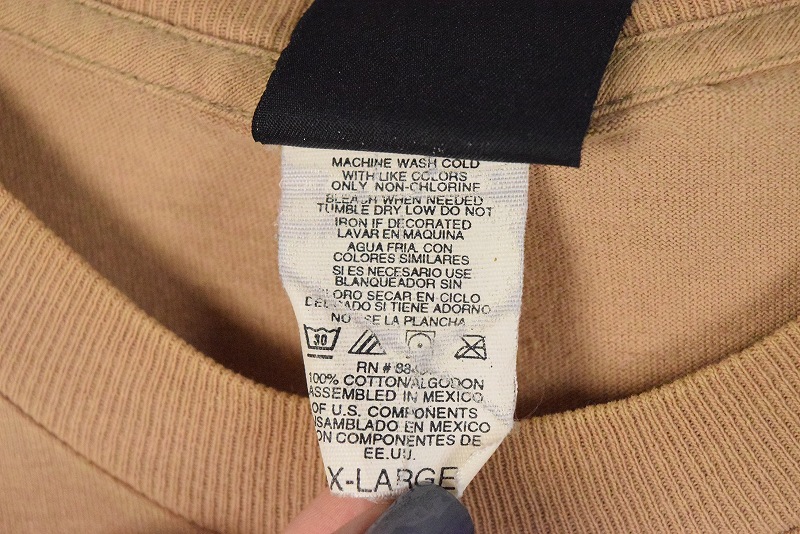 MACHINE WASH COLD
WITH LIKE COLORS
ONLY NON-CHLORINE
BLEACH WHEN NEEDED
TUMBLE DRY LOW DO NOT
IRON IF DECORATED
LAVAR EN MAQUINA
AGUA FRIA. CON
COLORES SIMILARES
SI ES NECESARIO USE
BLANQUEADOR SIN
SECAR EN CICLO
SI TIENE ADORNO
NO SE LA PLANCHA
30
RN #
100% COTTON/ALGODON
ASSEMBLED IN MEXICO
OF U.S. COMPONENTS
ENSAMBLADO EN MEXICO
COMPONENTES DE
EE.UU.
X-LARGE